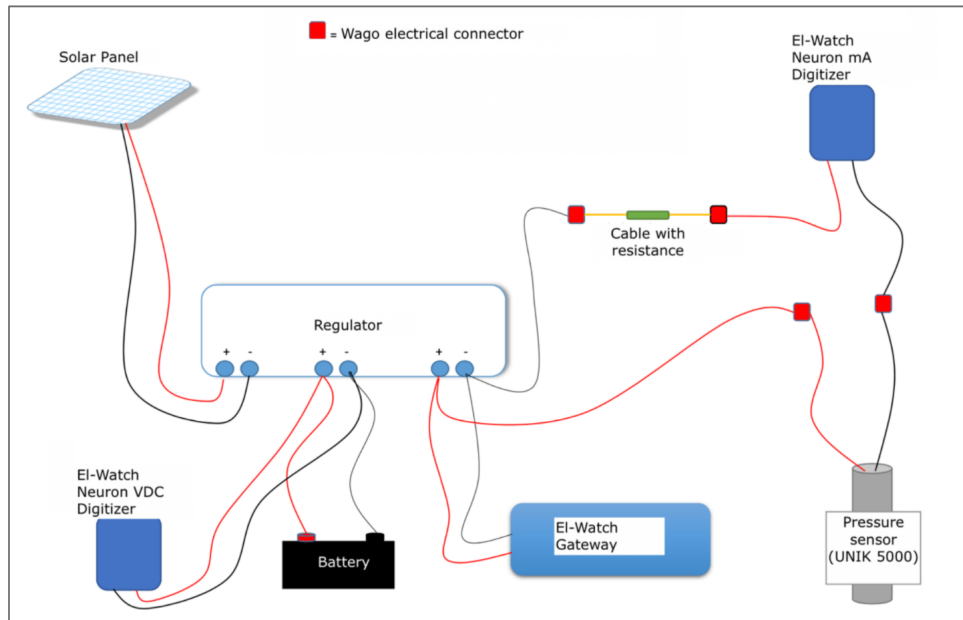 = Wago electrical connector
Solar Panel
El-Watch
Neuron mA
Digitizer
Cable with
resistance
Regulator
+ - + - + -
El-Watch
Neuron VDC
Digitizer
Battery
El-Watch
Gateway
Pressure
sensor
(UNIK 5000)